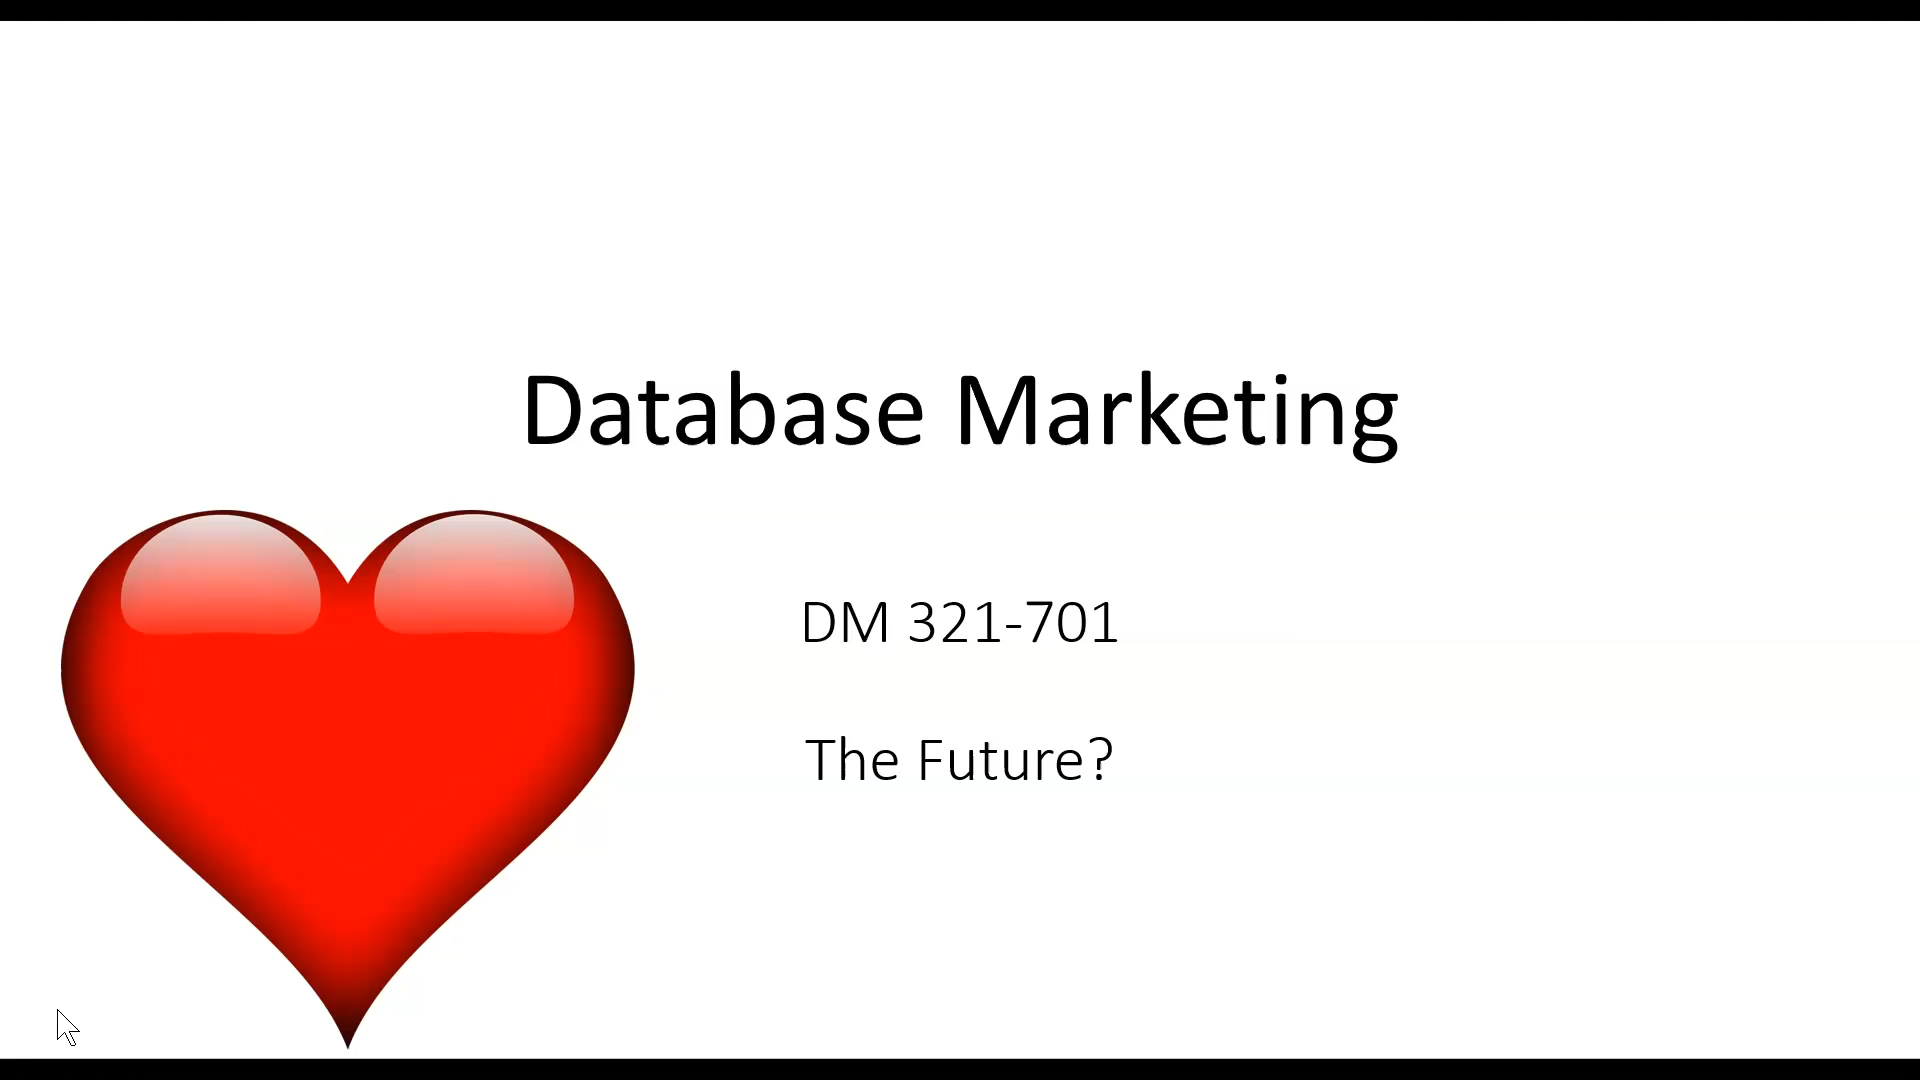 Database Marketing
DM 321-701
The Future?